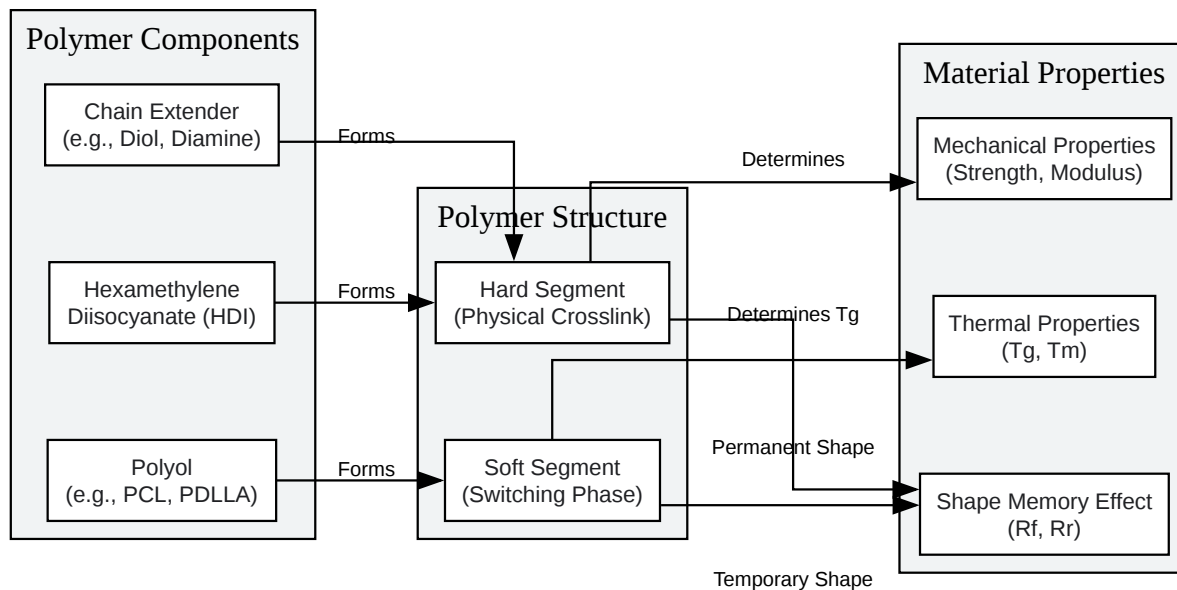 Polymer Components
Chain Extender
(e.g., Diol, Diamine)
Hexamethylene
Diisocyanate (HDI)
Polyol
(e.g., PCL, PDLLA)
Forms
Forms
Forms
Polymer Structure
Hard Segment
(Physical Crosslink)
Soft Segment
(Switching Phase)
Determines
Determines Tg
Permanent Shape
Temporary Shape
Material Properties
Mechanical Properties
(Strength, Modulus)
Thermal Properties
(Tg, Tm)
Shape Memory Effect
(Rf, Rr)